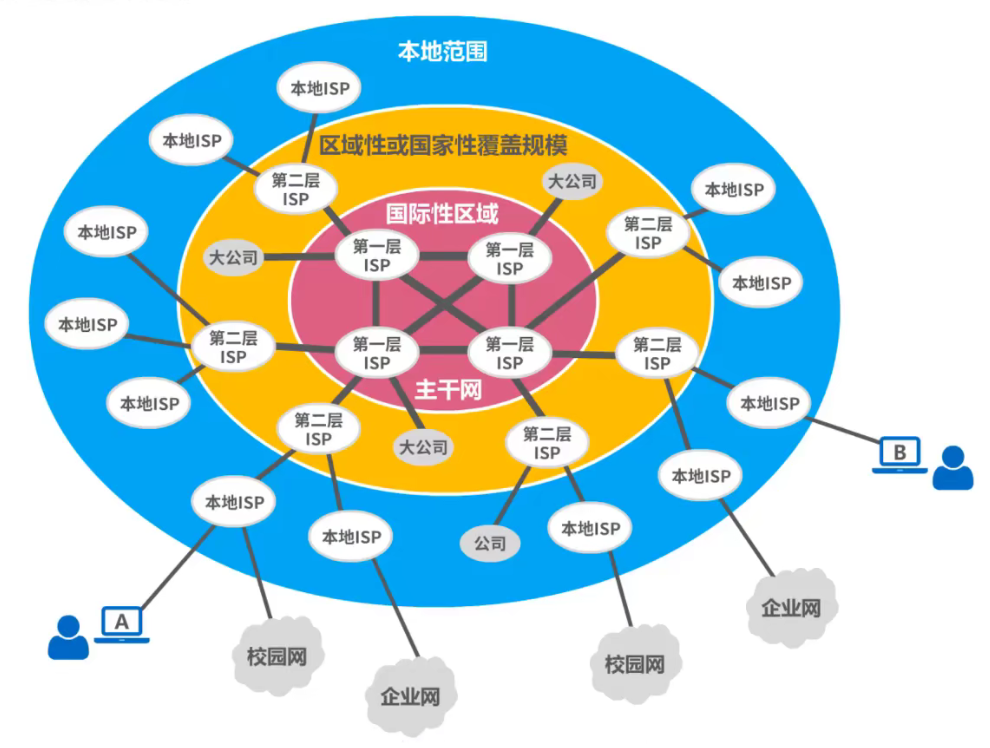 本地范围
本地ISP
本地ISP
区域性或国家性覆盖规模
第二层
ISP
大公司
本地ISP
国际性区域
本地ISP
第二层
ISP
大公司
第一层
ISP
第一层
ISP
本地ISP
本地ISP
第二层
ISP
第一层
ISP
第一层
ISP
第二层
ISP
主干网
本地ISP
本地ISP
第二层
ISP
大公司
第二层
ISP
B
本地ISP
本地ISP
本地ISP
公司
本地ISP
A
企业网
校园网
校园网
企业网